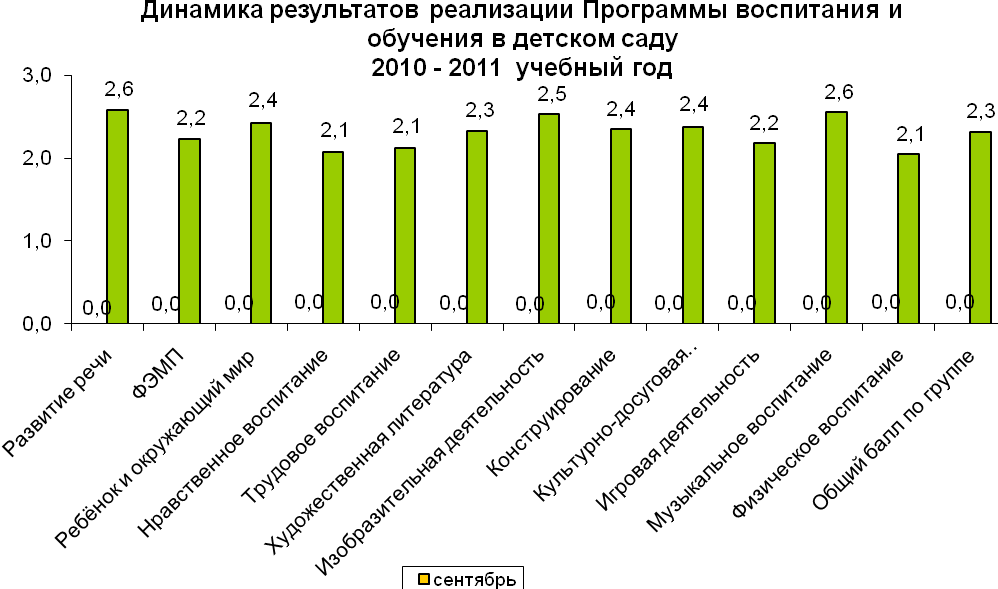 Динамика результатов реализации Программы воспитания и
обучения в детском саду
2010 - 2011 учебный год
3,0
2,0
1,0
0,0
2,6
2,2
2,4
2,1
2,1
2,3
2,5
2,4
2,4
2,2
2,6
2,1
2,3
0,0
0,0
0,0
0,0
0,0
0,0
0,0
0,0
0,0
0,0
0,0
0,0
0,0
Развитие речи
ФЭМП
Ребёнок и окружающий мир
Нравственное воспитание
Трудовое воспитание
Художественная литература
Изобразительная деятельность
Конструирование
Культурно-досуговая..
Игровая деятельность
Музыкальное воспитание
Физическое воспитание
Общий балл по группе
сентябрь